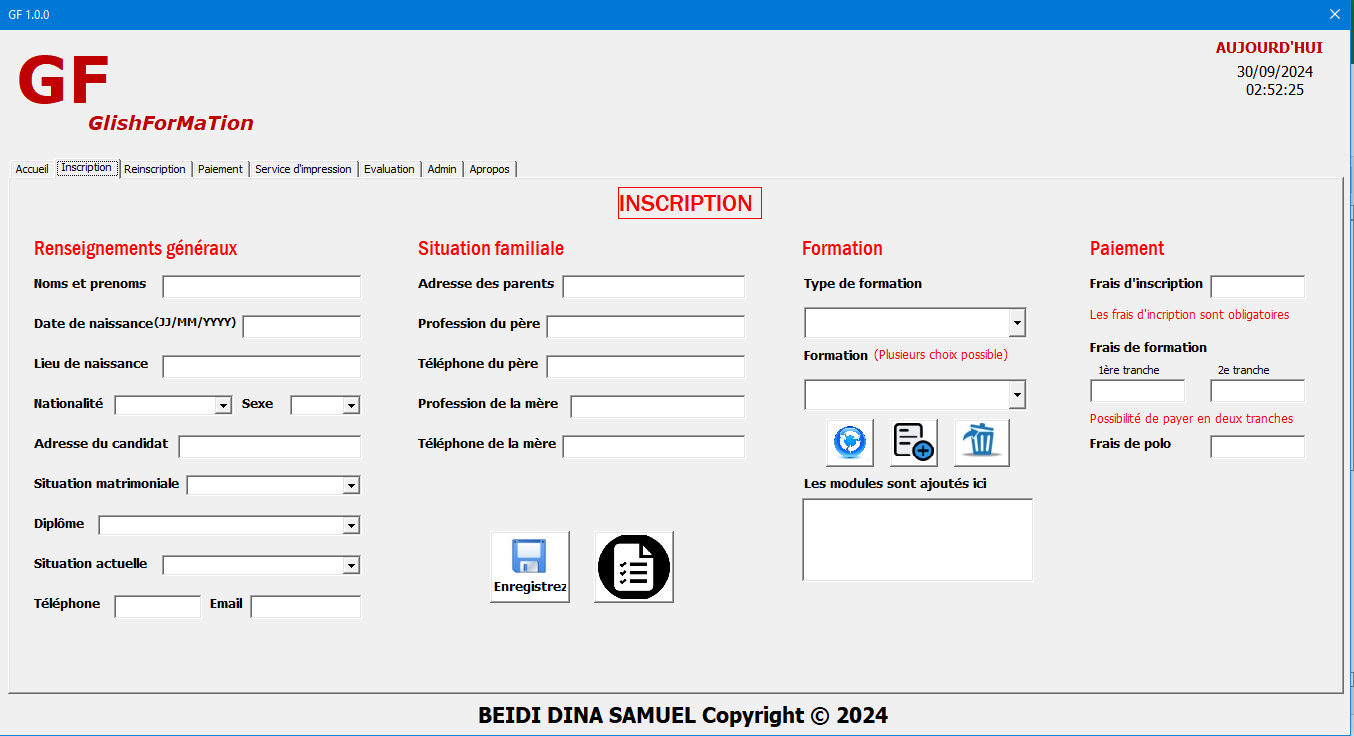 GF 1.0.0
AUJOURD'HUI
30/09/2024
02:52:25
GF
GlishForMaTion
Accueil Inscription Reinscription Paiement Service d'impression Evaluation Admin Apropos
INSCRIPTION
Renseignements généraux
Noms et prenoms
Date de naissance(JJ/MM/YYYY)
Lieu de naissance
Nationalité Sexe
Adresse du candidat
Situation matrimoniale
Diplôme
Situation actuelle
Téléphone Email
Situation familiale
Adresse des parents
Profession du père
Téléphone du père
Profession de la mère
Téléphone de la mère
Enregistrez
Formation
Type de formation
Formation (Plusieurs choix possible)
Les modules sont ajoutés ici
Paiement
Frais d'inscription
Les frais d'incription sont obligatoires
Frais de formation
1ère tranche 2e tranche
Possibilité de payer en deux tranches
Frais de polo
BEIDI DINA SAMUEL Copyright © 2024